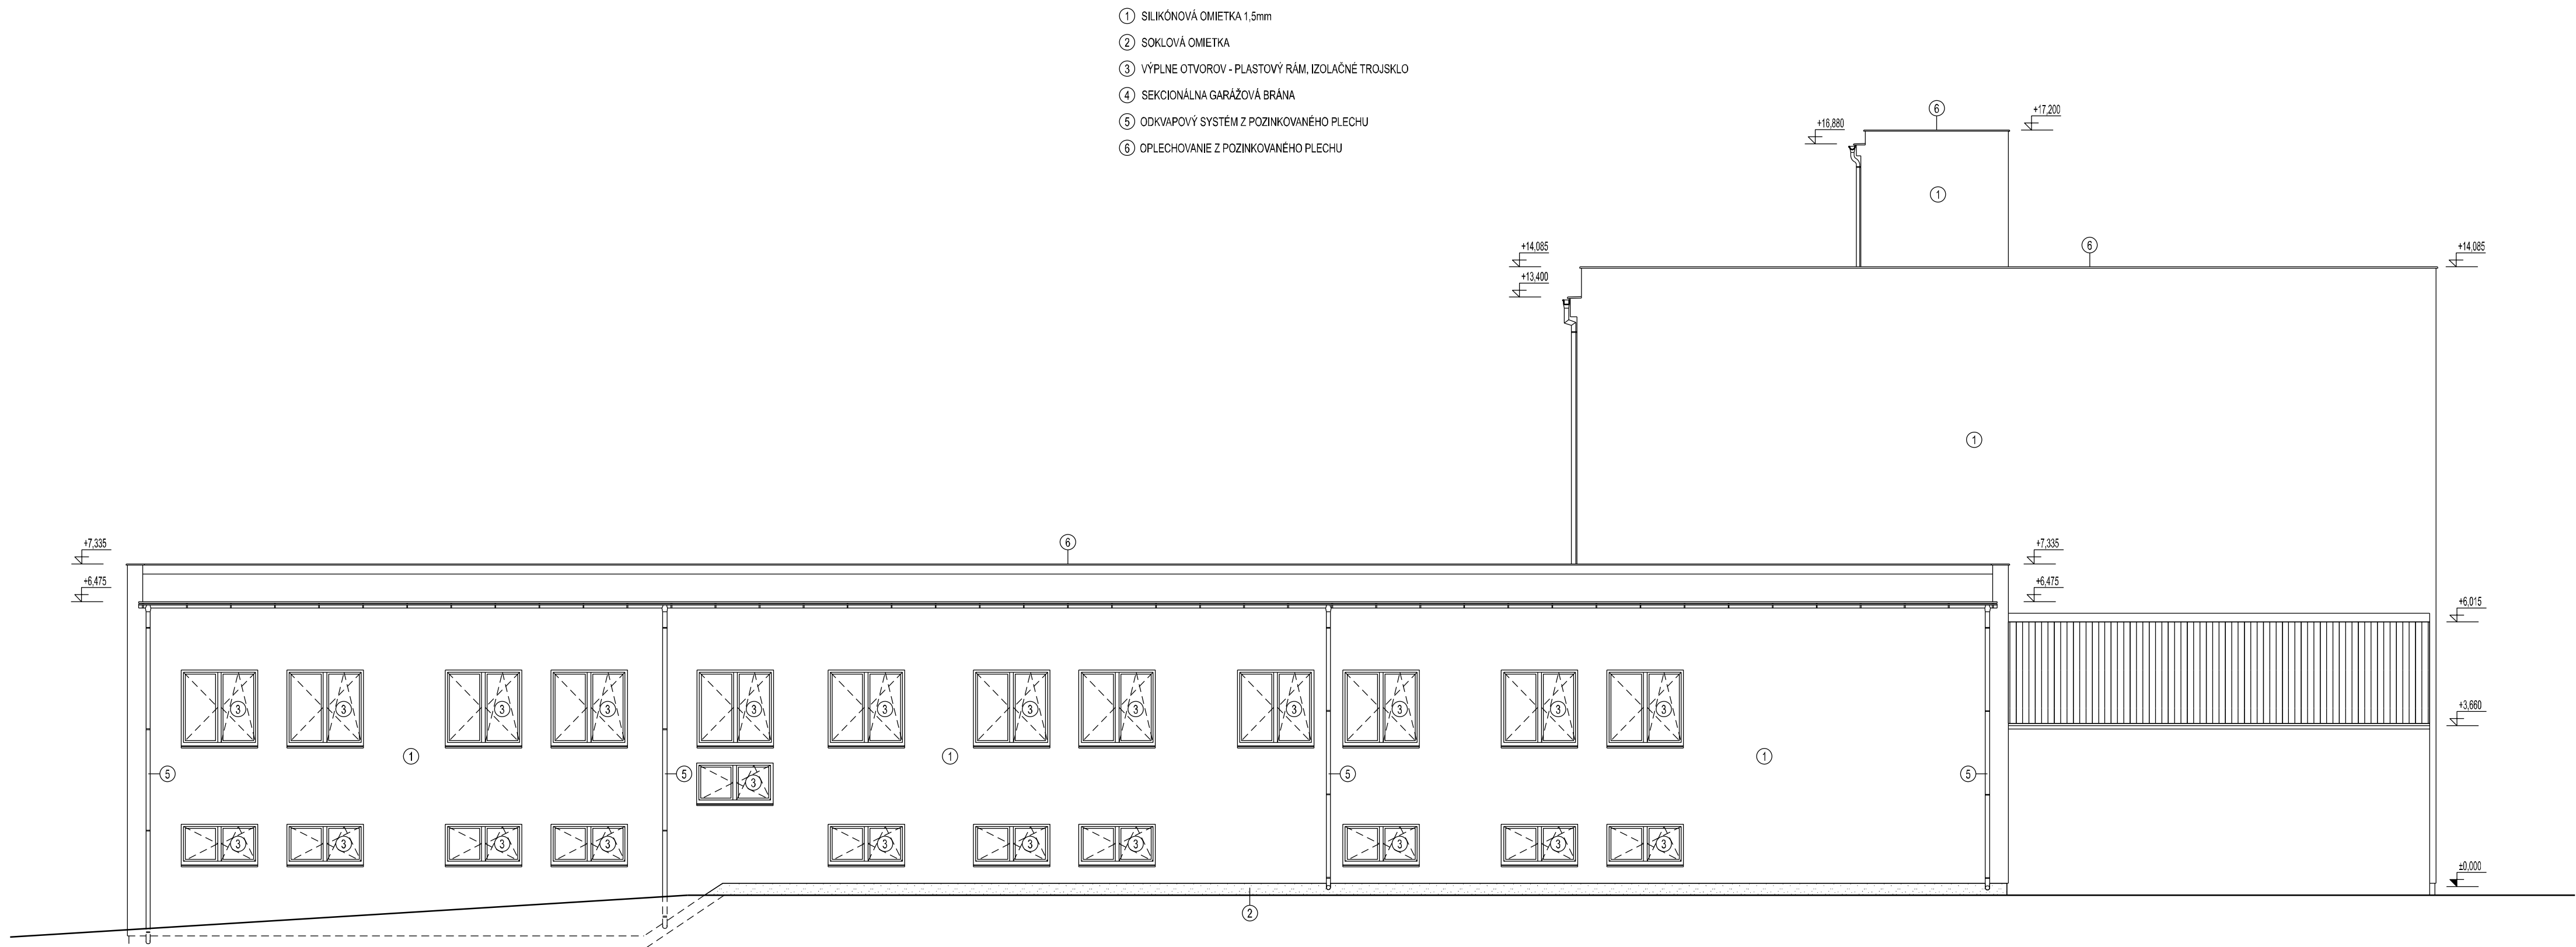 1 SILIKÓNOVÁ OMIETKA 1,5mm
2 SOKLOVÁ OMIETKA
3 VÝPLNE OTVOROV - PLASTOVÝ RÁM, IZOLAČNÉ TROJSKLO
4 SEKCIONÁLNA GARÁŽOVÁ BRÁNA
5 ODKVAPOVÝ SYSTÉM Z POZINKOVANÉHO PLECHU
6 OPLECHOVANIE Z POZINKOVANÉHO PLECHU
6
+17,200
+16,880
1
+14,085
6
+14,085
+13,400
1
+7,335
6
+7,335
+6,475
+6,475
+6,015
3 3 3 3 3 3 3 3 3 3 3 3
+3,660
1 1 1
5 5 5 5
3
3 3 3 3 3 3 3 3 3 3
±0,000
2